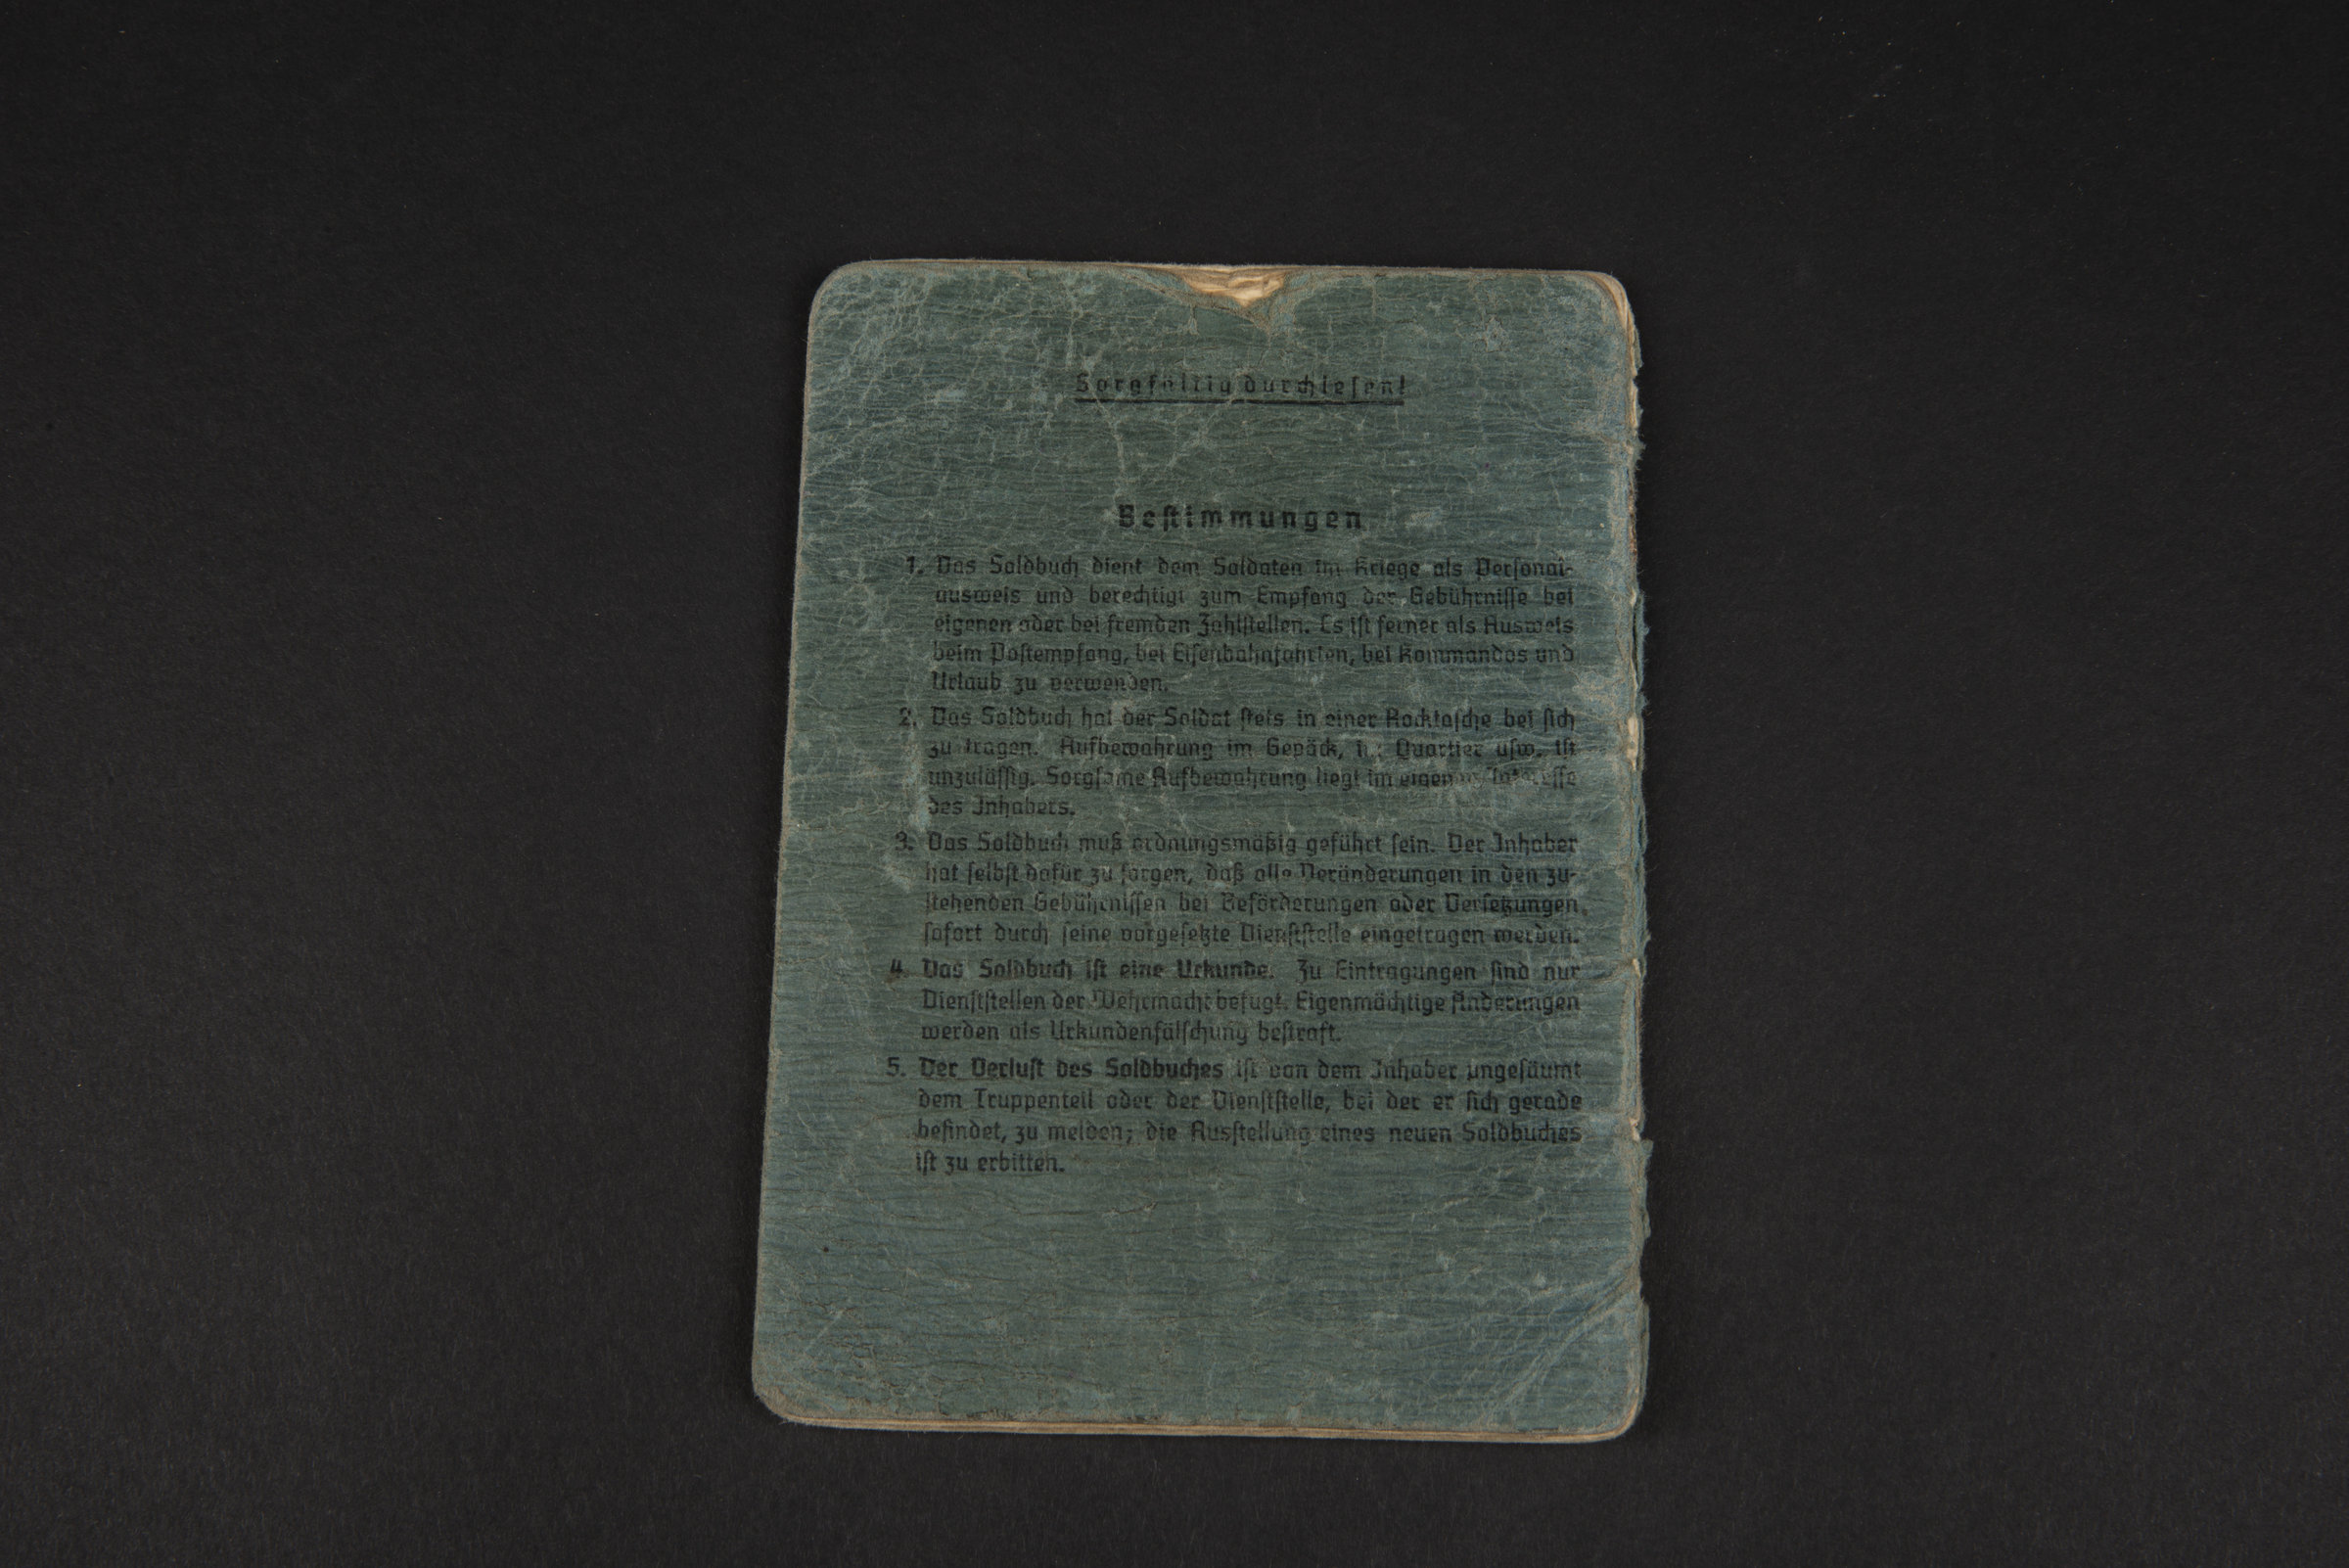 Sorgfältig durchlesen!
Bestimmungen
1. Das Soldbuch dient dem Soldaten im Kriege als Personal-
ausweis und berechtigt zum Empfang der Gebührnisse bei
eigenen oder bei fremden Zahlstellen. Es ist ferner als Ausweis
beim Postempfang, bei Eisenbahnfahrten, bei Kommandos und
Urlaub zu verwenden.
2. Das Soldbuch hat der Soldat stets in einer Rocktasche bei sich
zu tragen. Aufbewahrung im Gepäck, im Quartier usw. ist
unzulässig. Sorgsame Aufbewahrung liegt im eigenen Interesse
des Inhabers.
3. Das Soldbuch muß ordnungsmäßig geführt sein. Der Inhaber
hat selbst dafür zu sorgen, daß alle Veränderungen in den zu-
stehenden Gebührnissen bei Beförderungen oder Versetzungen
sofort durch seine vorgesetzte Dienststelle eingetragen werden.
4. Das Soldbuch ist eine Urkunde. Zu Eintragungen sind nur
Dienststellen der Wehrmacht befugt. Eigenmächtige Änderungen
werden als Urkundenfälschung bestraft.
5. Der Verlust des Soldbuches ist von dem Inhaber ungesäumt
dem Truppenteil oder der Dienststelle, bei der er sich gerade
befindet, zu melden; die Ausstellung eines neuen Soldbuches
ist zu erbitten.